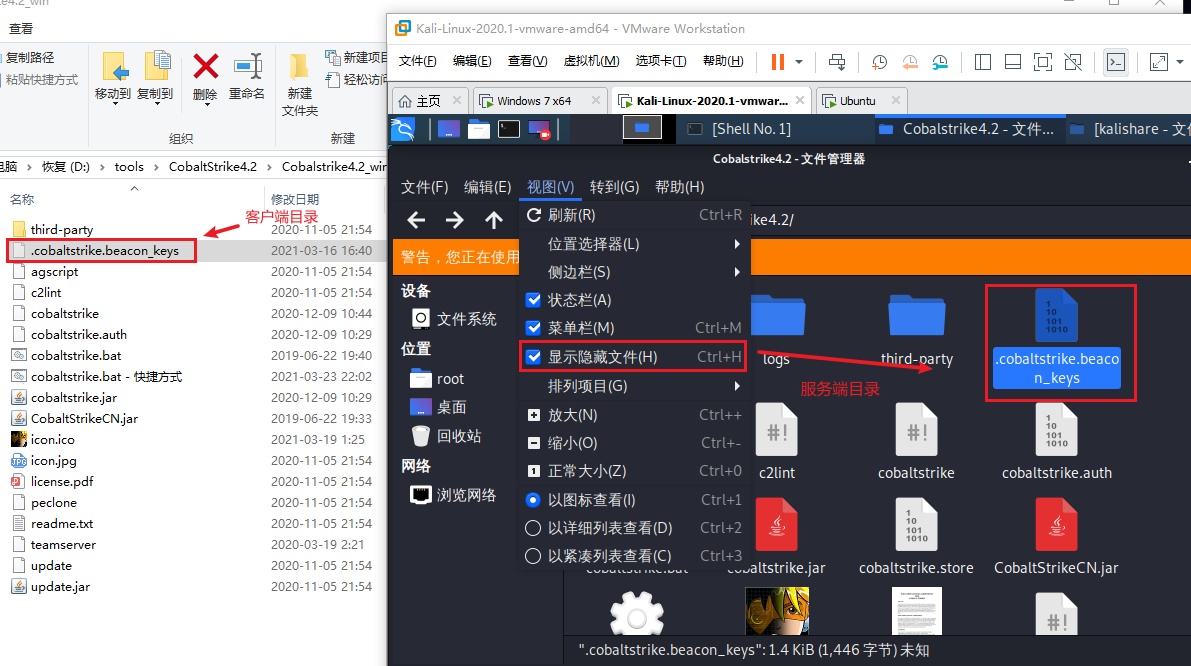 查看
复制路径
粘贴快捷方式
移动到 复制到 删除 重命名
新建
文件夹
新建项目
轻松访问
组织
新建
电脑 › 恢复 (D:) › tools › CobaltStrike4.2 › Cobalstrike4.2_win
名称
修改日期
客户端目录
third-party 2020-11-05 21:54
.cobaltstrike.beacon_keys 2021-03-16 16:40
agscript 2020-11-05 21:54
c2lint 2020-11-05 21:54
cobaltstrike 2020-12-09 10:44
cobaltstrike.auth 2020-12-09 10:29
cobaltstrike.bat 2019-06-22 19:40
cobaltstrike.bat - 快捷方式 2021-03-23 22:02
cobaltstrike.jar 2020-12-09 10:29
CobaltStrikeCN.jar 2019-06-22 19:33
icon.ico 2021-03-19 1:25
icon.jpg 2020-11-05 21:54
license.pdf 2020-11-05 21:54
peclone 2020-11-05 21:54
readme.txt 2020-11-05 21:54
teamserver 2020-03-19 2:21
update 2020-11-05 21:54
update.jar 2020-11-05 21:54
Kali-Linux-2020.1-vmware-amd64 - VMware Workstation
文件(F) 编辑(E) 查看(V) 虚拟机(M) 选项卡(T) 帮助(H)
主页 Windows 7 x64 Kali-Linux-2020.1-vmwar... Ubuntu
[Shell No. 1] Cobalstrike4.2 - 文件... [kalishare - 文
Cobalstrike4.2 - 文件管理器
文件(F) 编辑(E) 视图(V) 转到(G) 帮助(H)
ike4.2/
警告，您正在使用
设备
文件系统
位置
root
桌面
回收站
网络
浏览网络
刷新(R) Ctrl+R
位置选择器(L)
侧边栏(S)
状态栏(A)
菜单栏(M) Ctrl+M
显示隐藏文件(H) Ctrl+H
排列项目(G)
放大(N) Ctrl++
缩小(O) Ctrl+-
正常大小(Z) Ctrl+0
以图标查看(I) Ctrl+1
以详细列表查看(D) Ctrl+2
以紧凑列表查看(C) Ctrl+3
服务端目录
logs
third-party
.cobaltstrike.beaco
n_keys
c2lint
cobaltstrike
cobaltstrike.auth
cobaltstrike.bat
cobaltstrike.jar
cobaltstrike.store
CobaltStrikeCN.jar
".cobaltstrike.beacon_keys": 1.4 KiB (1,446 字节) 未知